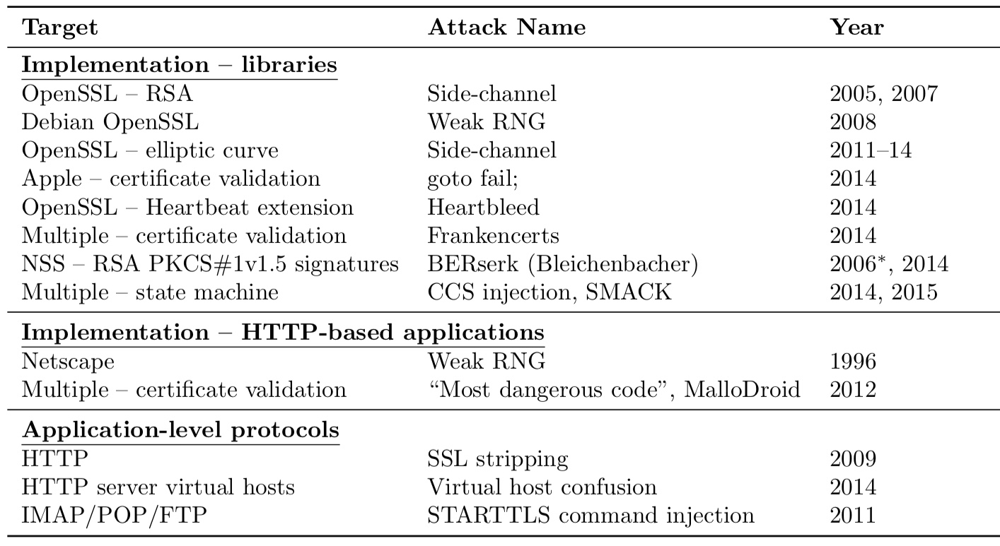 Target Attack Name Year
Implementation – libraries
OpenSSL – RSA Side-channel 2005, 2007
Debian OpenSSL Weak RNG 2008
OpenSSL – elliptic curve Side-channel 2011–14
Apple – certificate validation goto fail; 2014
OpenSSL – Heartbeat extension Heartbleed 2014
Multiple – certificate validation Frankencerts 2014
NSS – RSA PKCS#1v1.5 signatures BERserk (Bleichenbacher) 2006*, 2014
Multiple – state machine CCS injection, SMACK 2014, 2015
Implementation – HTTP-based applications
Netscape Weak RNG 1996
Multiple – certificate validation “Most dangerous code”, MalloDroid 2012
Application-level protocols
HTTP SSL stripping 2009
HTTP server virtual hosts Virtual host confusion 2014
IMAP/POP/FTP STARTTLS command injection 2011